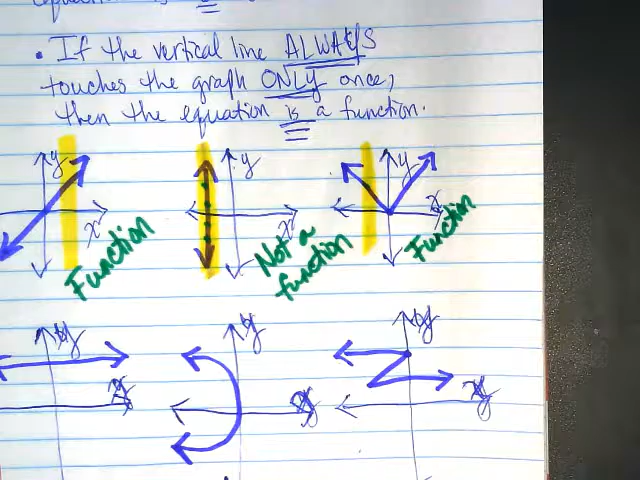 • If the vertical line ALWAYS
touches the graph ONLY once,
then the equation is a function.
y
y
y
x
x
x
Function
Not a
function
Function
y
y
y